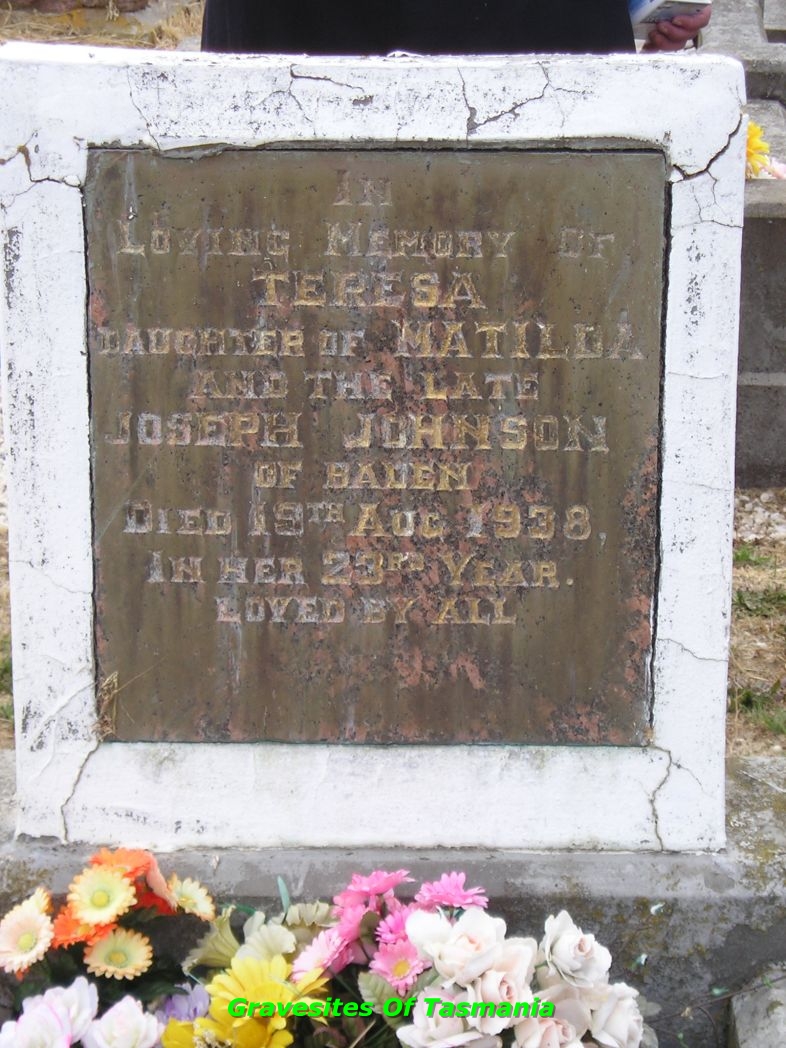 IN
LOVING MEMORY OF
TERESA
DAUGHTER OF MATILDA
AND THE LATE
JOSEPH JOHNSON
OF BADEN
DIED 19TH AUG 1938,
IN HER 23RD YEAR.
LOVED BY ALL
Gravesites Of Tasmania